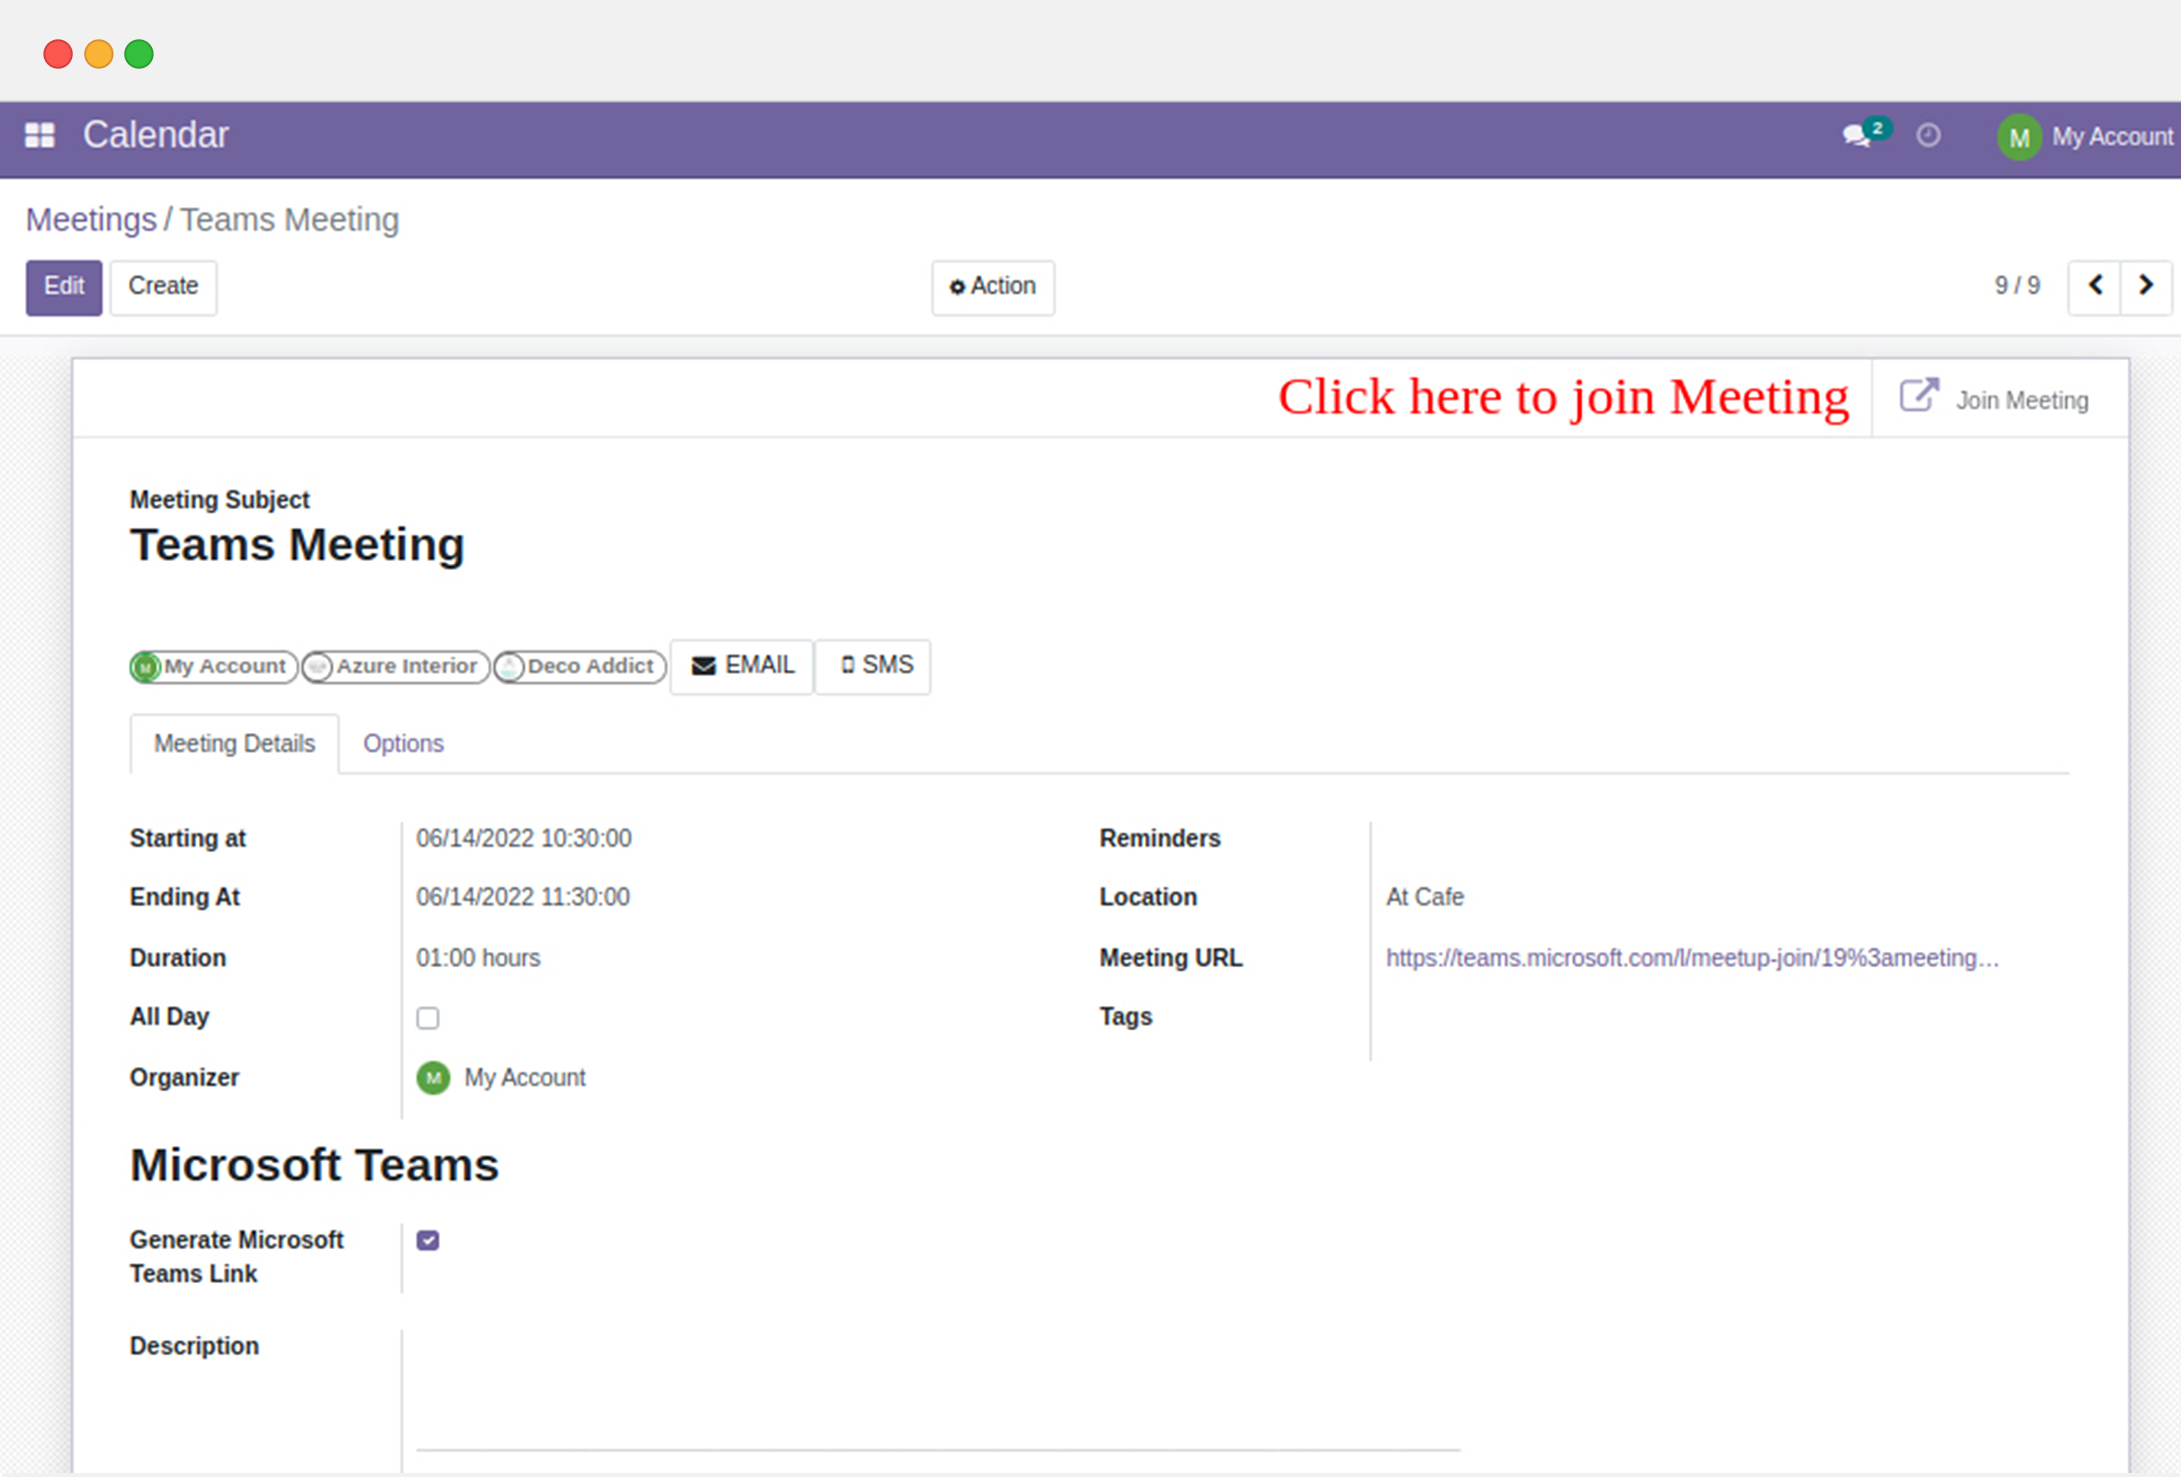 Calendar 2 M My Account
Meetings / Teams Meeting
Edit Create Action 9 / 9
Click here to join Meeting Join Meeting
Meeting Subject
Teams Meeting
M My Account Azure Interior Deco Addict EMAIL SMS
Meeting Details Options
Starting at 06/14/2022 10:30:00 Reminders
Ending At 06/14/2022 11:30:00 Location At Cafe
Duration 01:00 hours Meeting URL https://teams.microsoft.com/l/meetup-join/19%3ameeting...
All Day Tags
Organizer M My Account
Microsoft Teams
Generate Microsoft
Teams Link
Description